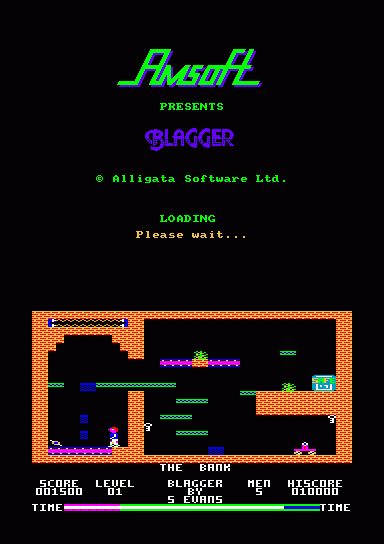 Amsoft
PRESENTS
BLAGGER
© Alligata Software Ltd.
LOADING
Please wait...
THE BANK
SCORE LEVEL BLAGGER MEN HISCORE
001500 01 BY 5 010000
S EVANS
TIME TIME